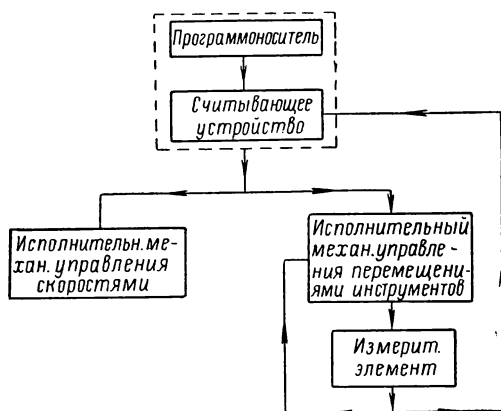 Программоноситель
Считывающее
устройство
Исполнительн. ме-
хан. управления
скоростями
Исполнительный
механ. управле-
ния перемещени-
ями инструментов
Измерит.
элемент